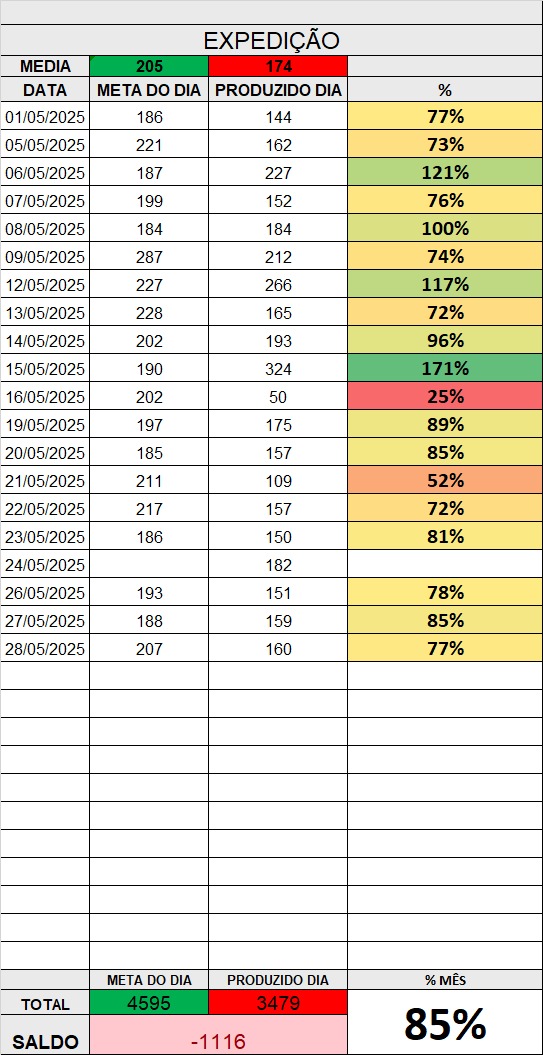 EXPEDIÇÃO
MEDIA 205 174
DATA META DO DIA PRODUZIDO DIA %
01/05/2025 186 144 77%
05/05/2025 221 162 73%
06/05/2025 187 227 121%
07/05/2025 199 152 76%
08/05/2025 184 184 100%
09/05/2025 287 212 74%
12/05/2025 227 266 117%
13/05/2025 228 165 72%
14/05/2025 202 193 96%
15/05/2025 190 324 171%
16/05/2025 202 50 25%
19/05/2025 197 175 89%
20/05/2025 185 157 85%
21/05/2025 211 109 52%
22/05/2025 217 157 72%
23/05/2025 186 150 81%
24/05/2025 182
26/05/2025 193 151 78%
27/05/2025 188 159 85%
28/05/2025 207 160 77%
META DO DIA PRODUZIDO DIA % MÊS
TOTAL 4595 3479 85%
SALDO -1116